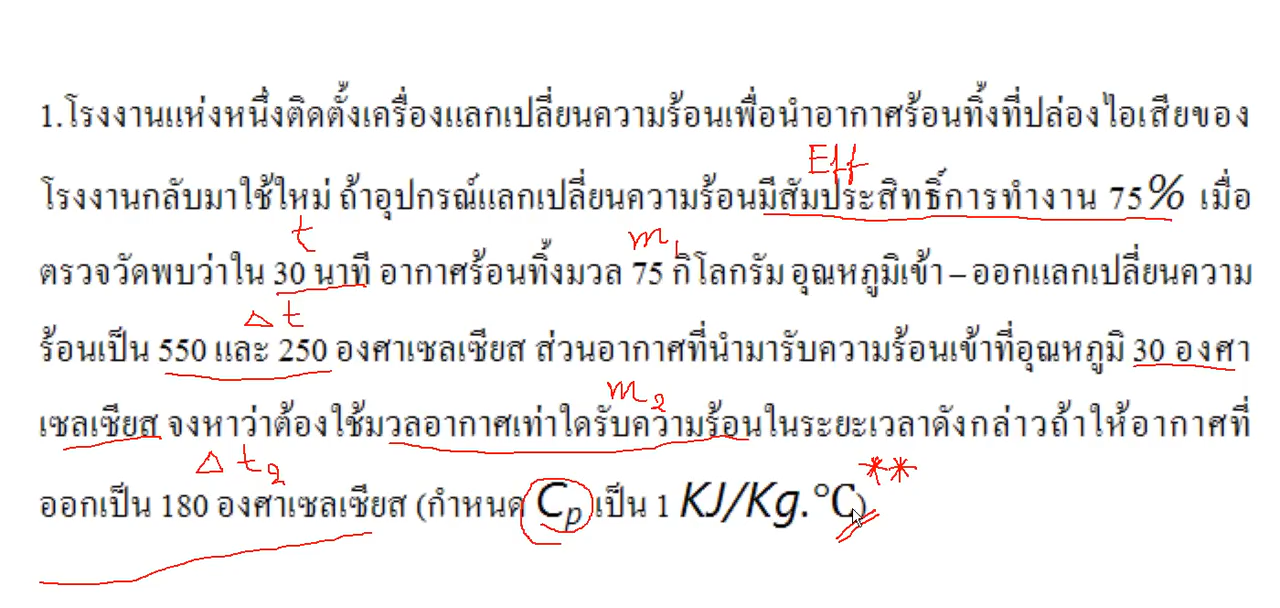 1.โรงงานแห่งหนึ่งติดตั้งเครื่องแลกเปลี่ยนความร้อนเพื่อนำอากาศร้อนทิ้งที่ปล่องไอเสียของ
Eff
โรงงานกลับมาใช้ใหม่ ถ้าอุปกรณ์แลกเปลี่ยนความร้อนมีสัมประสิทธิ์การทำงาน 75% เมื่อ
t m₁
ตรวจวัดพบว่าใน 30 นาที อากาศร้อนทิ้งมวล 75 กิโลกรัม อุณหภูมิเข้า – ออกแลกเปลี่ยนความ
Δt
ร้อนเป็น 550 และ 250 องศาเซลเซียส ส่วนอากาศที่นำมารับความร้อนเข้าที่อุณหภูมิ 30 องศา
m₂
เซลเซียส จงหาว่าต้องใช้มวลอากาศเท่าใดรับความร้อนในระยะเวลาดังกล่าวถ้าให้อากาศที่
Δt₂ **
ออกเป็น 180 องศาเซลเซียส (กำหนด Cₚ เป็น 1 KJ/Kg.°C)